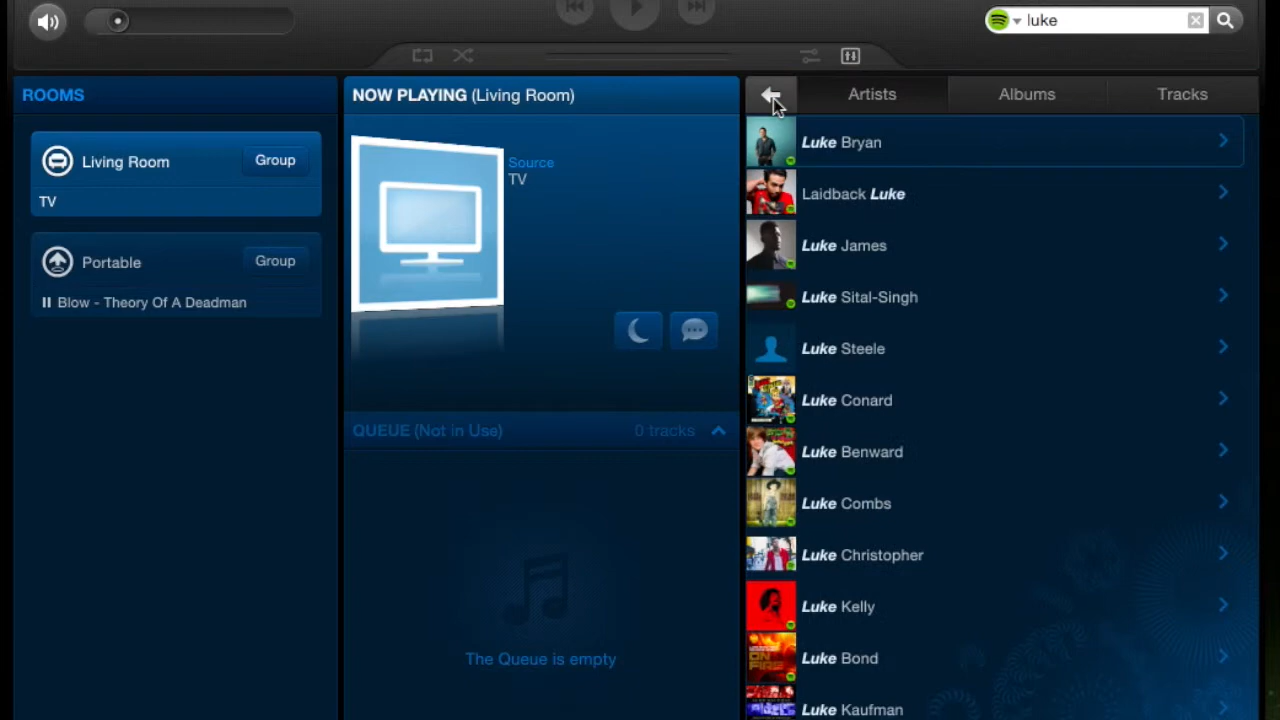 luke
ROOMS
Living Room
Group
TV
Portable
Group
Blow - Theory Of A Deadman
NOW PLAYING (Living Room)
Source
TV
QUEUE (Not in Use)
0 tracks
The Queue is empty
Artists
Albums
Tracks
Luke Bryan
Laidback Luke
Luke James
Luke Sital-Singh
Luke Steele
Luke Conard
Luke Benward
Luke Combs
Luke Christopher
Luke Kelly
Luke Bond
Luke Kaufman